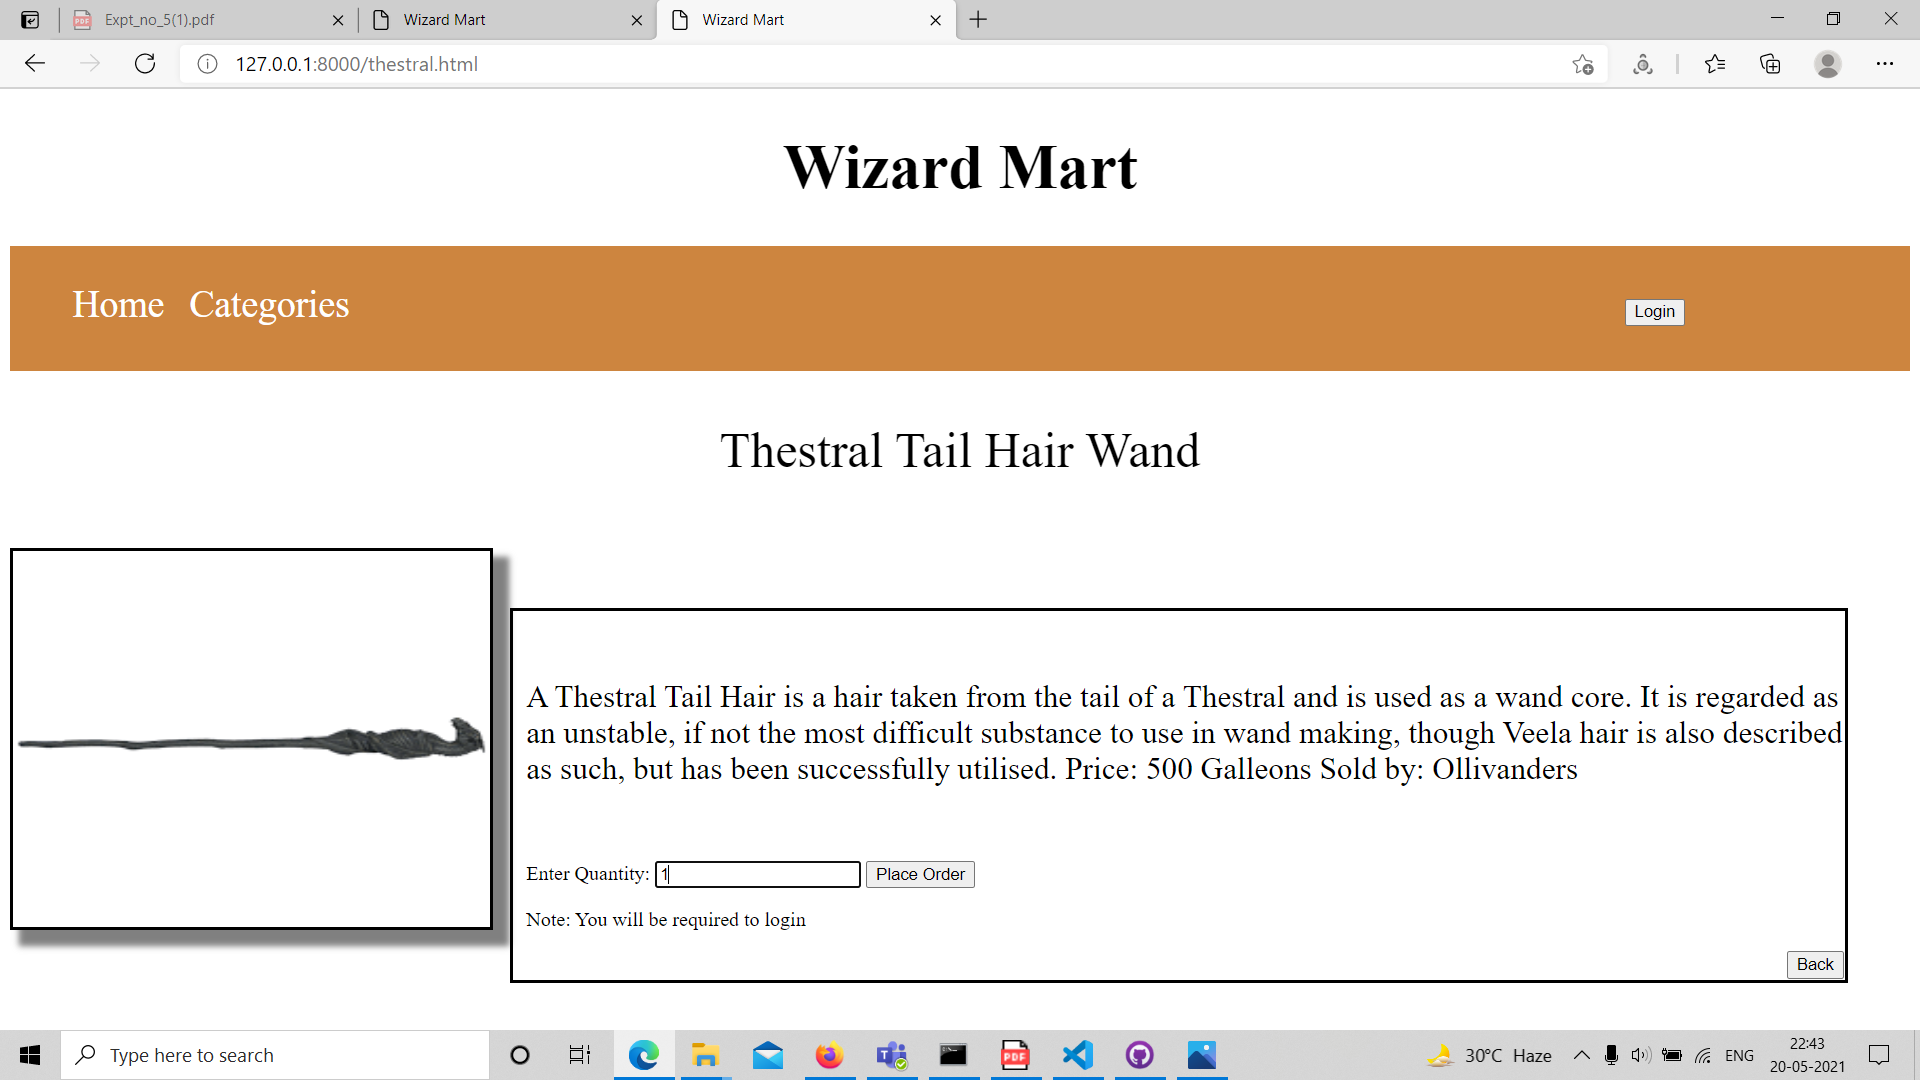 Expt_no_5(1).pdf
Wizard Mart
Wizard Mart
127.0.0.1:8000/thestral.html
Wizard Mart
Home Categories
Login
Thestral Tail Hair Wand
A Thestral Tail Hair is a hair taken from the tail of a Thestral and is used as a wand core. It is regarded as
an unstable, if not the most difficult substance to use in wand making, though Veela hair is also described
as such, but has been successfully utilised. Price: 500 Galleons Sold by: Ollivanders
Enter Quantity: 1 Place Order
Note: You will be required to login
Back
Type here to search
PDF
30°C Haze
ENG
22:43
20-05-2021